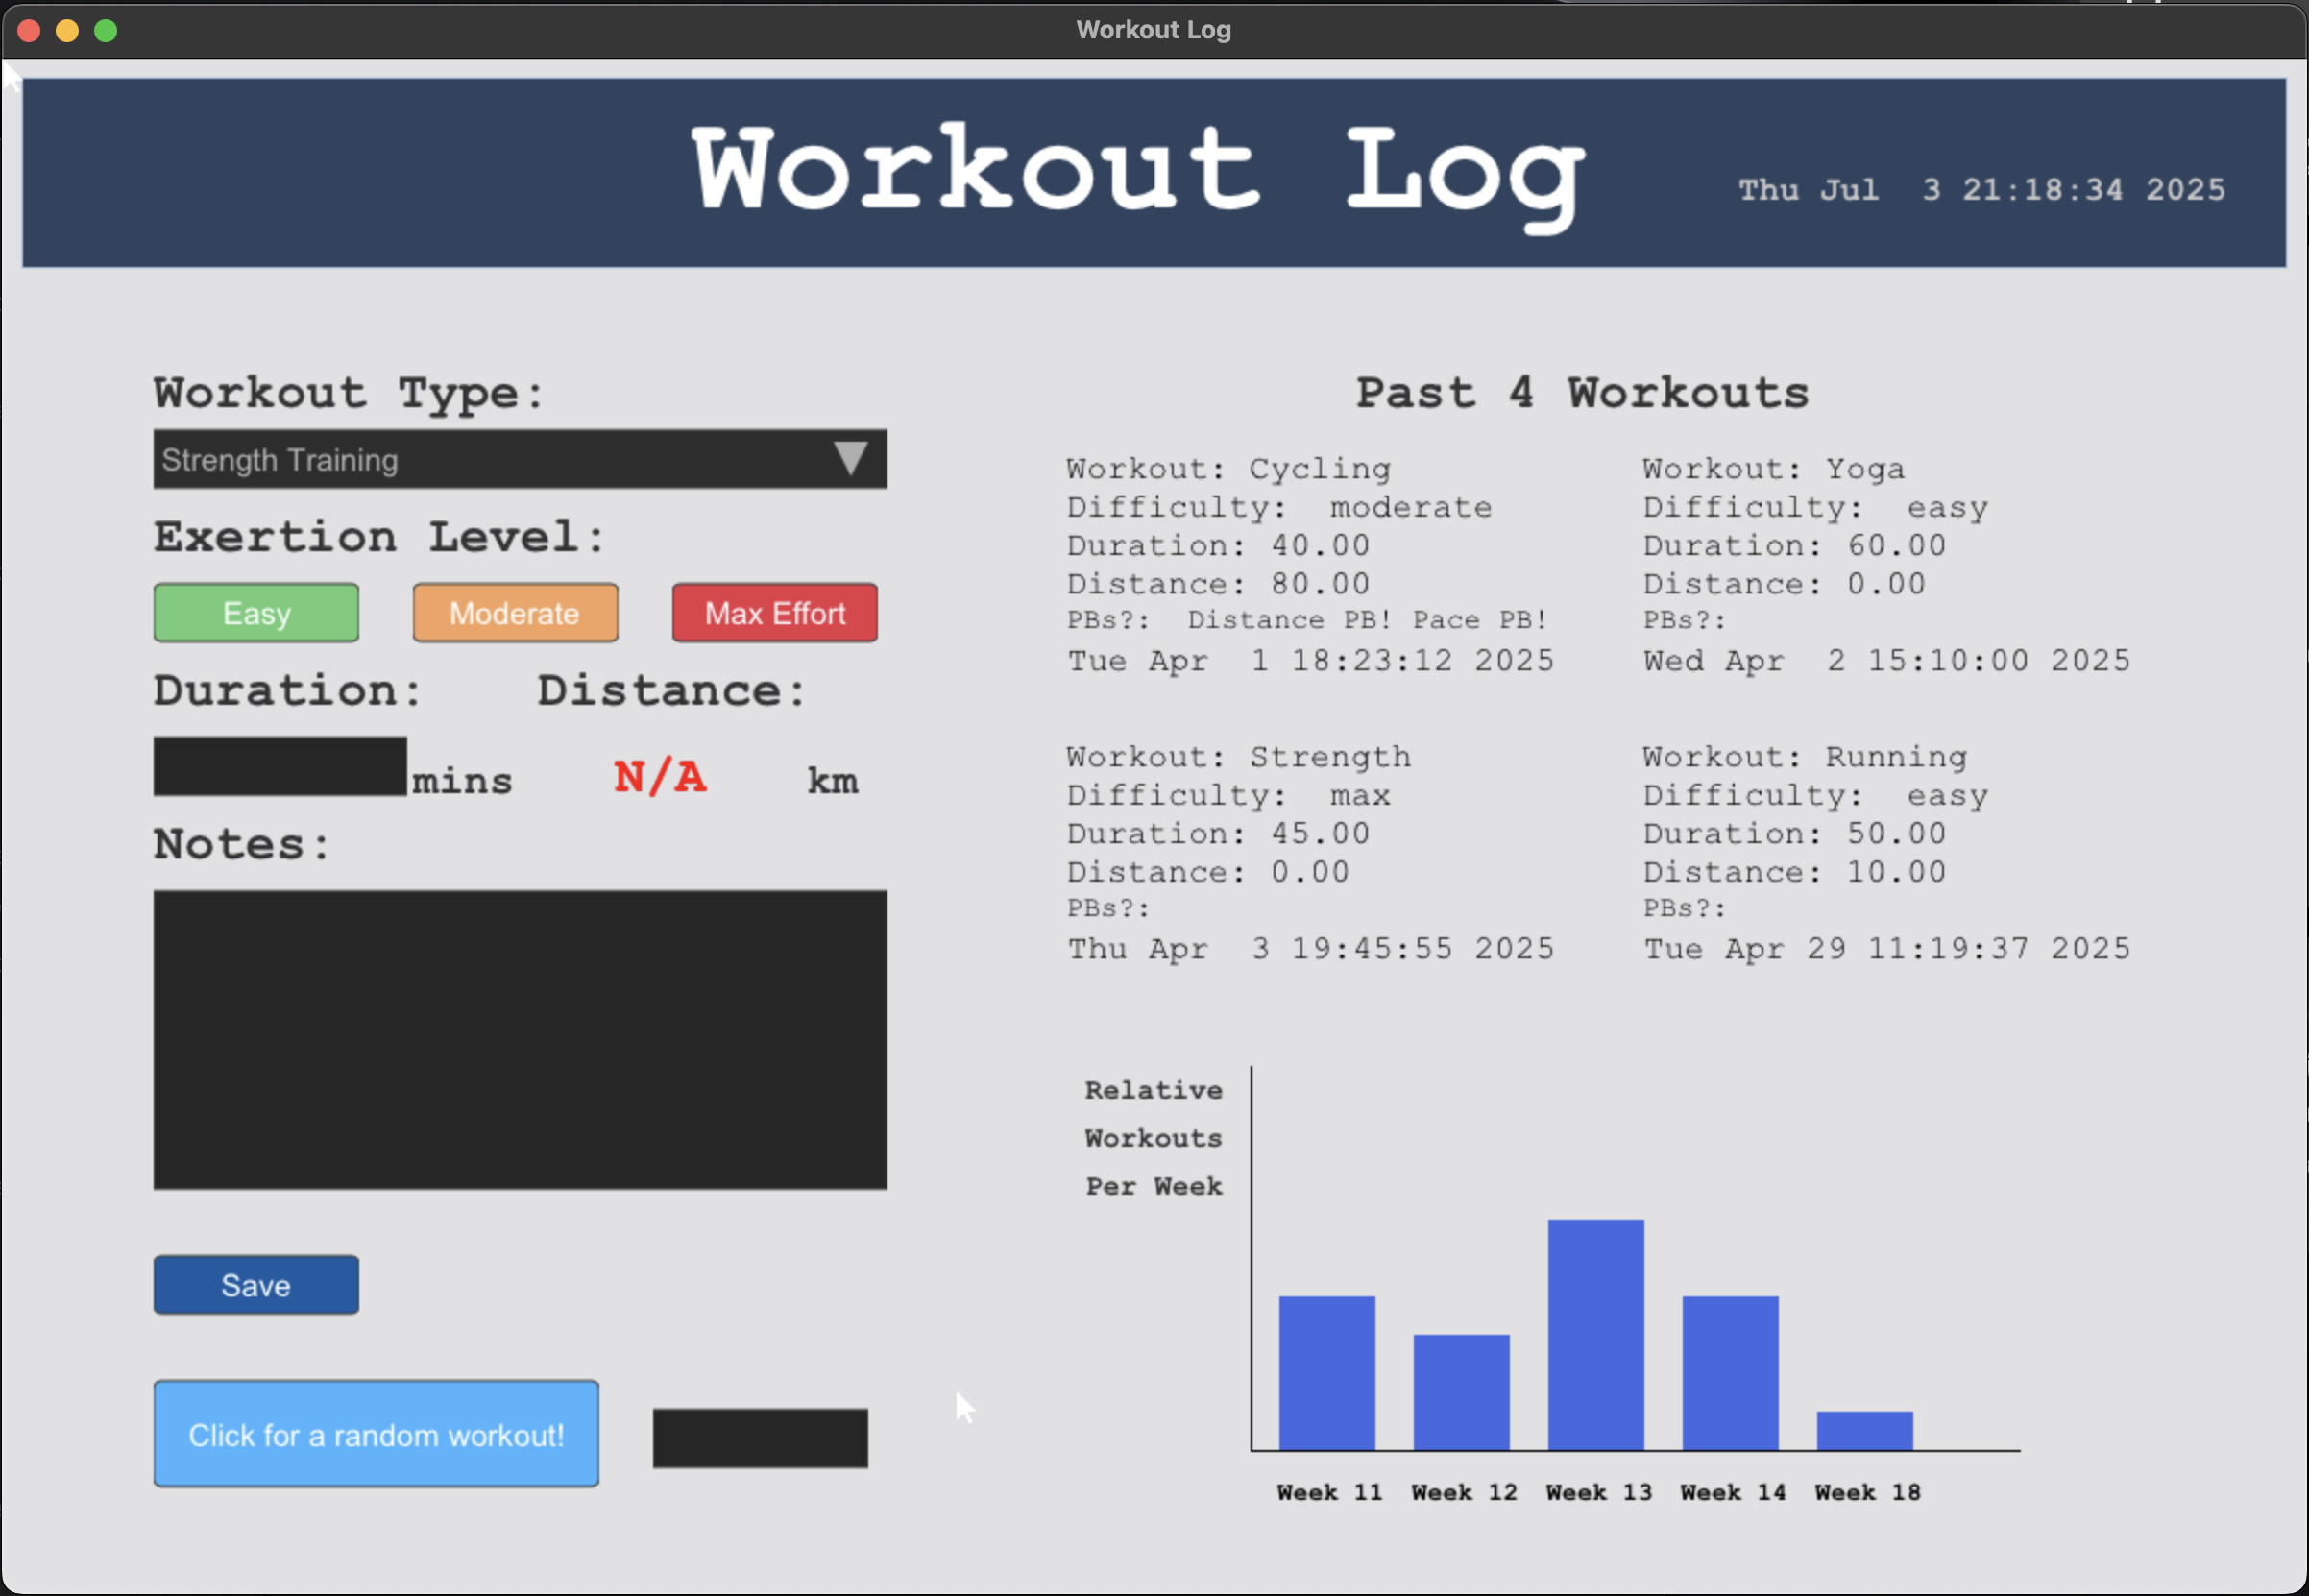 Workout Log
Workout Log
Thu Jul  3 21:18:34 2025
Workout Type:
Strength Training
Exertion Level:
Easy
Moderate
Max Effort
Duration:
Distance:
mins
N/A
km
Notes:
Save
Click for a random workout!
Past 4 Workouts
Workout: Cycling
Difficulty:  moderate
Duration: 40.00
Distance: 80.00
PBs?:  Distance PB! Pace PB!
Tue Apr  1 18:23:12 2025
Workout: Yoga
Difficulty:  easy
Duration: 60.00
Distance: 0.00
PBs?:
Wed Apr  2 15:10:00 2025
Workout: Strength
Difficulty:  max
Duration: 45.00
Distance: 0.00
PBs?:
Thu Apr  3 19:45:55 2025
Workout: Running
Difficulty:  easy
Duration: 50.00
Distance: 10.00
PBs?:
Tue Apr 29 11:19:37 2025
Relative
Workouts
Per Week
Week 11 Week 12 Week 13 Week 14 Week 18